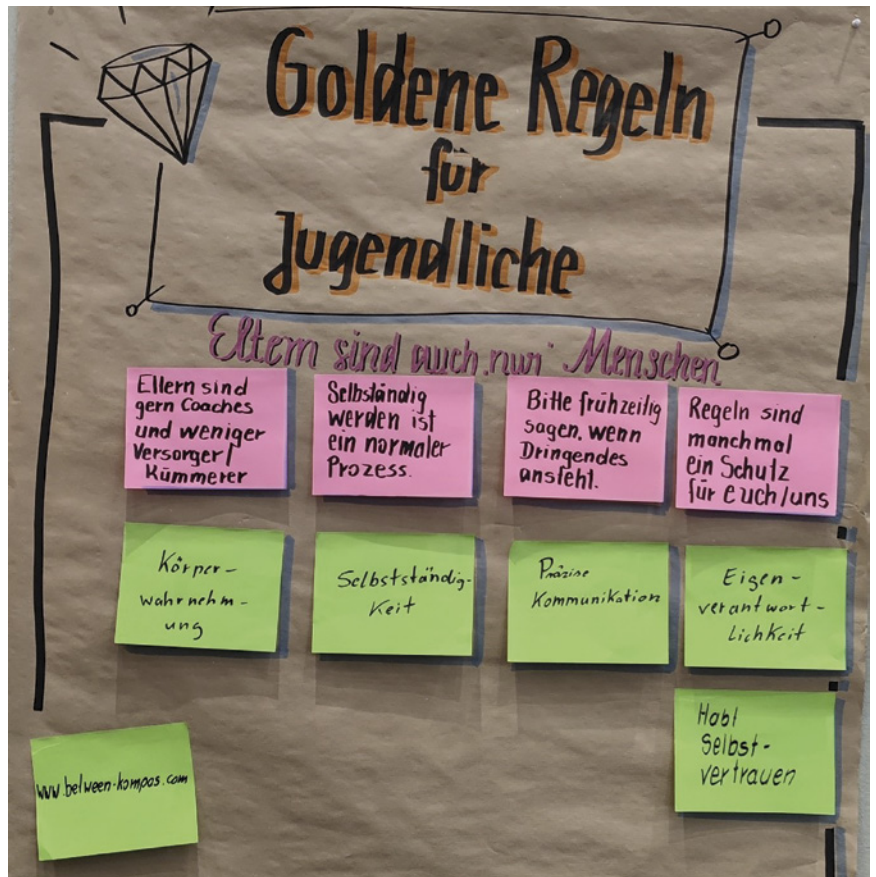 Goldene Regeln
für
Jugendliche
Eltern sind auch nur Menschen
Eltern sind
gern Coaches
und weniger
Versorger/
Kümmerer
Selbständig
werden ist
ein normaler
Prozess.
Bitte frühzeitig
sagen, wenn
Dringendes
ansteht.
Regeln sind
manchmal
ein Schutz
für euch/uns
Körper-
wahrnehm-
ung
Selbstständig-
keit
Präzise
Kommunikation
Eigen-
verantwort-
lichkeit
Habt
Selbst-
vertrauen
www.between-kompas.com